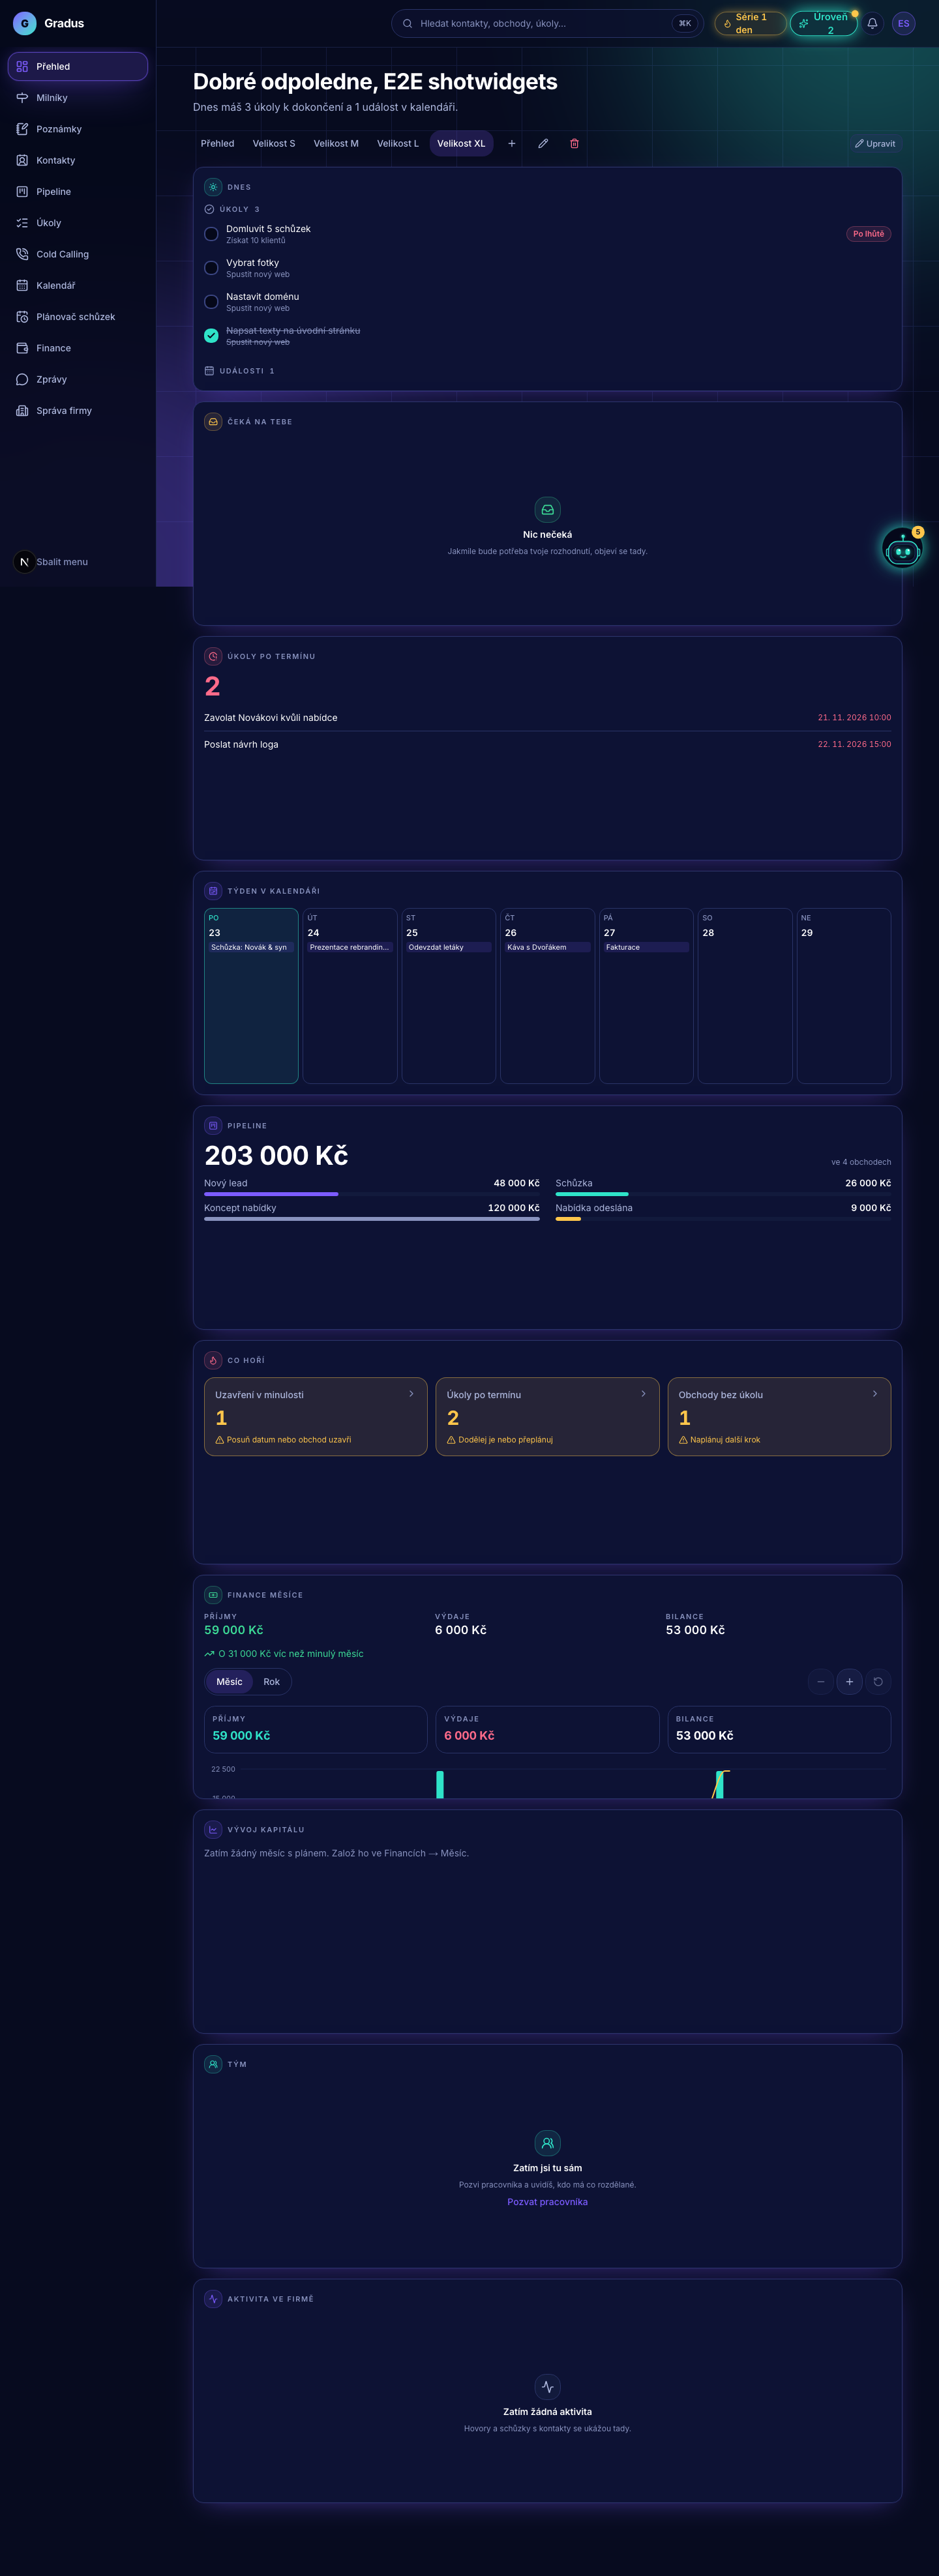 G Gradus
Hledat kontakty, obchody, úkoly...
⌘K
Série 1 den
Úroveň 2
ES
Přehled
Milníky
Poznámky
Kontakty
Pipeline
Úkoly
Cold Calling
Kalendář
Plánovač schůzek
Finance
Zprávy
Správa firmy
N
Sbalit menu
Dobré odpoledne, E2E shotwidgets
Dnes máš 3 úkoly k dokončení a 1 událost v kalendáři.
Přehled Velikost S Velikost M Velikost L Velikost XL
Upravit
DNES
ÚKOLY 3
Domluvit 5 schůzek
Získat 10 klientů
Po lhůtě
Vybrat fotky
Spustit nový web
Nastavit doménu
Spustit nový web
Napsat texty na úvodní stránku
Spustit nový web
UDÁLOSTI 1
ČEKÁ NA TEBE
Nic nečeká
Jakmile bude potřeba tvoje rozhodnutí, objeví se tady.
5
ÚKOLY PO TERMÍNU
2
Zavolat Novákovi kvůli nabídce 21. 11. 2026 10:00
Poslat návrh loga 22. 11. 2026 15:00
TÝDEN V KALENDÁŘI
PO ÚT ST ČT PÁ SO NE
23 24 25 26 27 28 29
Schůzka: Novák & syn Prezentace rebrandin... Odevzdat letáky Káva s Dvořákem Fakturace
PIPELINE
203 000 Kč
ve 4 obchodech
Nový lead 48 000 Kč Schůzka 26 000 Kč
Koncept nabídky 120 000 Kč Nabídka odeslána 9 000 Kč
CO HOŘÍ
Uzavření v minulosti
1
Posuň datum nebo obchod uzavři
Úkoly po termínu
2
Dodělej je nebo přeplánuj
Obchody bez úkolu
1
Naplánuj další krok
FINANCE MĚSÍCE
PŘÍJMY VÝDAJE BILANCE
59 000 Kč 6 000 Kč 53 000 Kč
O 31 000 Kč víc než minulý měsíc
Měsíc Rok
PŘÍJMY VÝDAJE BILANCE
59 000 Kč 6 000 Kč 53 000 Kč
22 500
15 000
VÝVOJ KAPITÁLU
Zatím žádný měsíc s plánem. Založ ho ve Financích → Měsíc.
TÝM
Zatím jsi tu sám
Pozvi pracovníka a uvidíš, kdo má co rozdělané.
Pozvat pracovníka
AKTIVITA VE FIRMĚ
Zatím žádná aktivita
Hovory a schůzky s kontakty se ukážou tady.